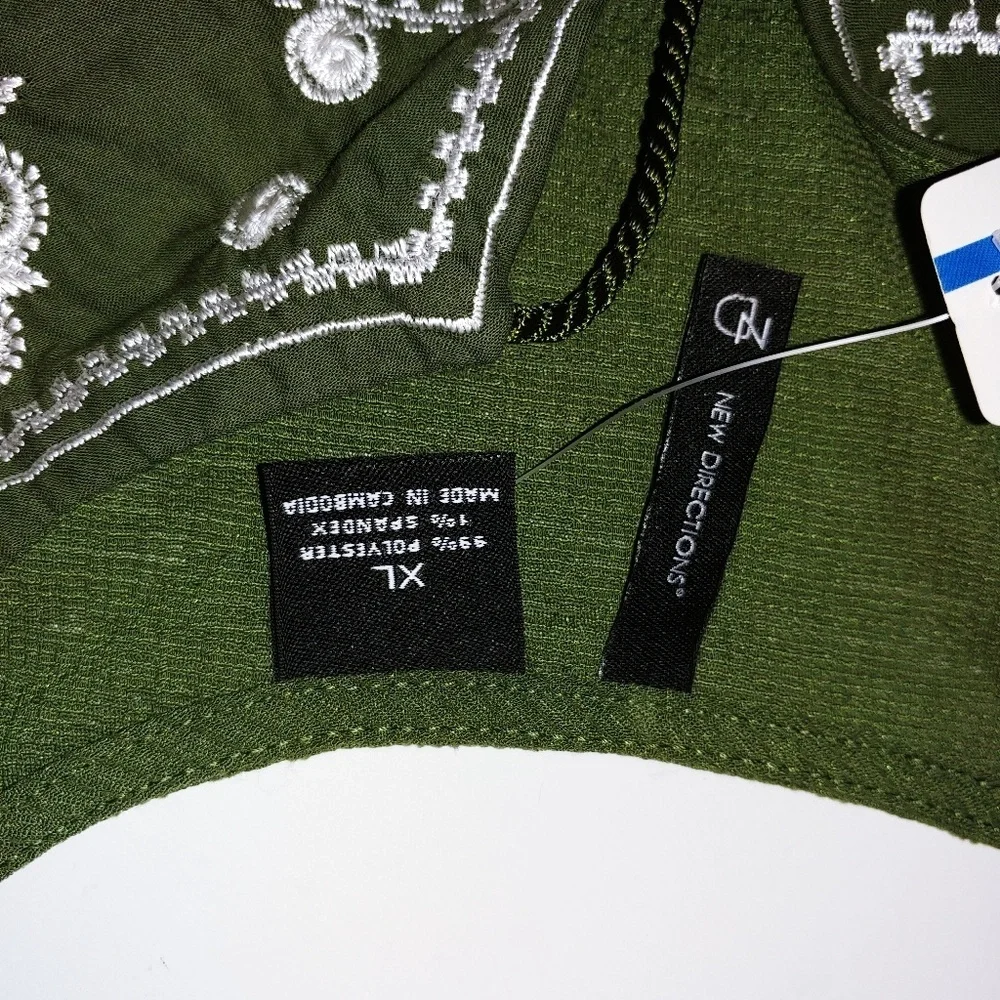 XL
99% POLYESTER
1% SPANDEX
MADE IN CAMBODIA
ND
NEW DIRECTIONS®